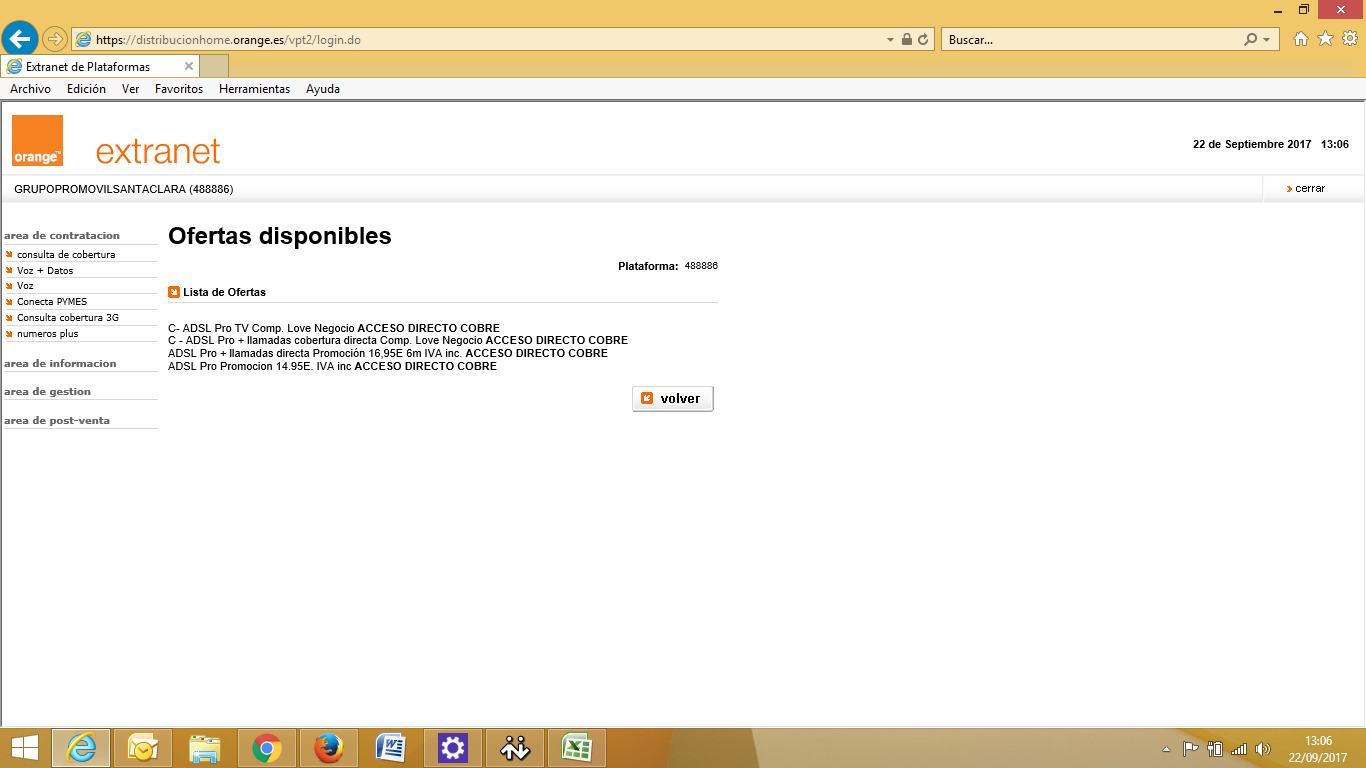 https://distribucionhome.orange.es/vpt2/login.do
Buscar...
Extranet de Plataformas
Archivo Edición Ver Favoritos Herramientas Ayuda
orange™
extranet
22 de Septiembre 2017 13:06
GRUPOPROMOVILSANTACLARA (488886)
cerrar
area de contratacion
consulta de cobertura
Voz + Datos
Voz
Conecta PYMES
Consulta cobertura 3G
numeros plus
area de informacion
area de gestion
area de post-venta
Ofertas disponibles
Plataforma: 488886
Lista de Ofertas
C- ADSL Pro TV Comp. Love Negocio ACCESO DIRECTO COBRE
C - ADSL Pro + llamadas cobertura directa Comp. Love Negocio ACCESO DIRECTO COBRE
ADSL Pro + llamadas directa Promoción 16,95E 6m IVA inc. ACCESO DIRECTO COBRE
ADSL Pro Promocion 14.95E. IVA inc ACCESO DIRECTO COBRE
volver
13:06
22/09/2017